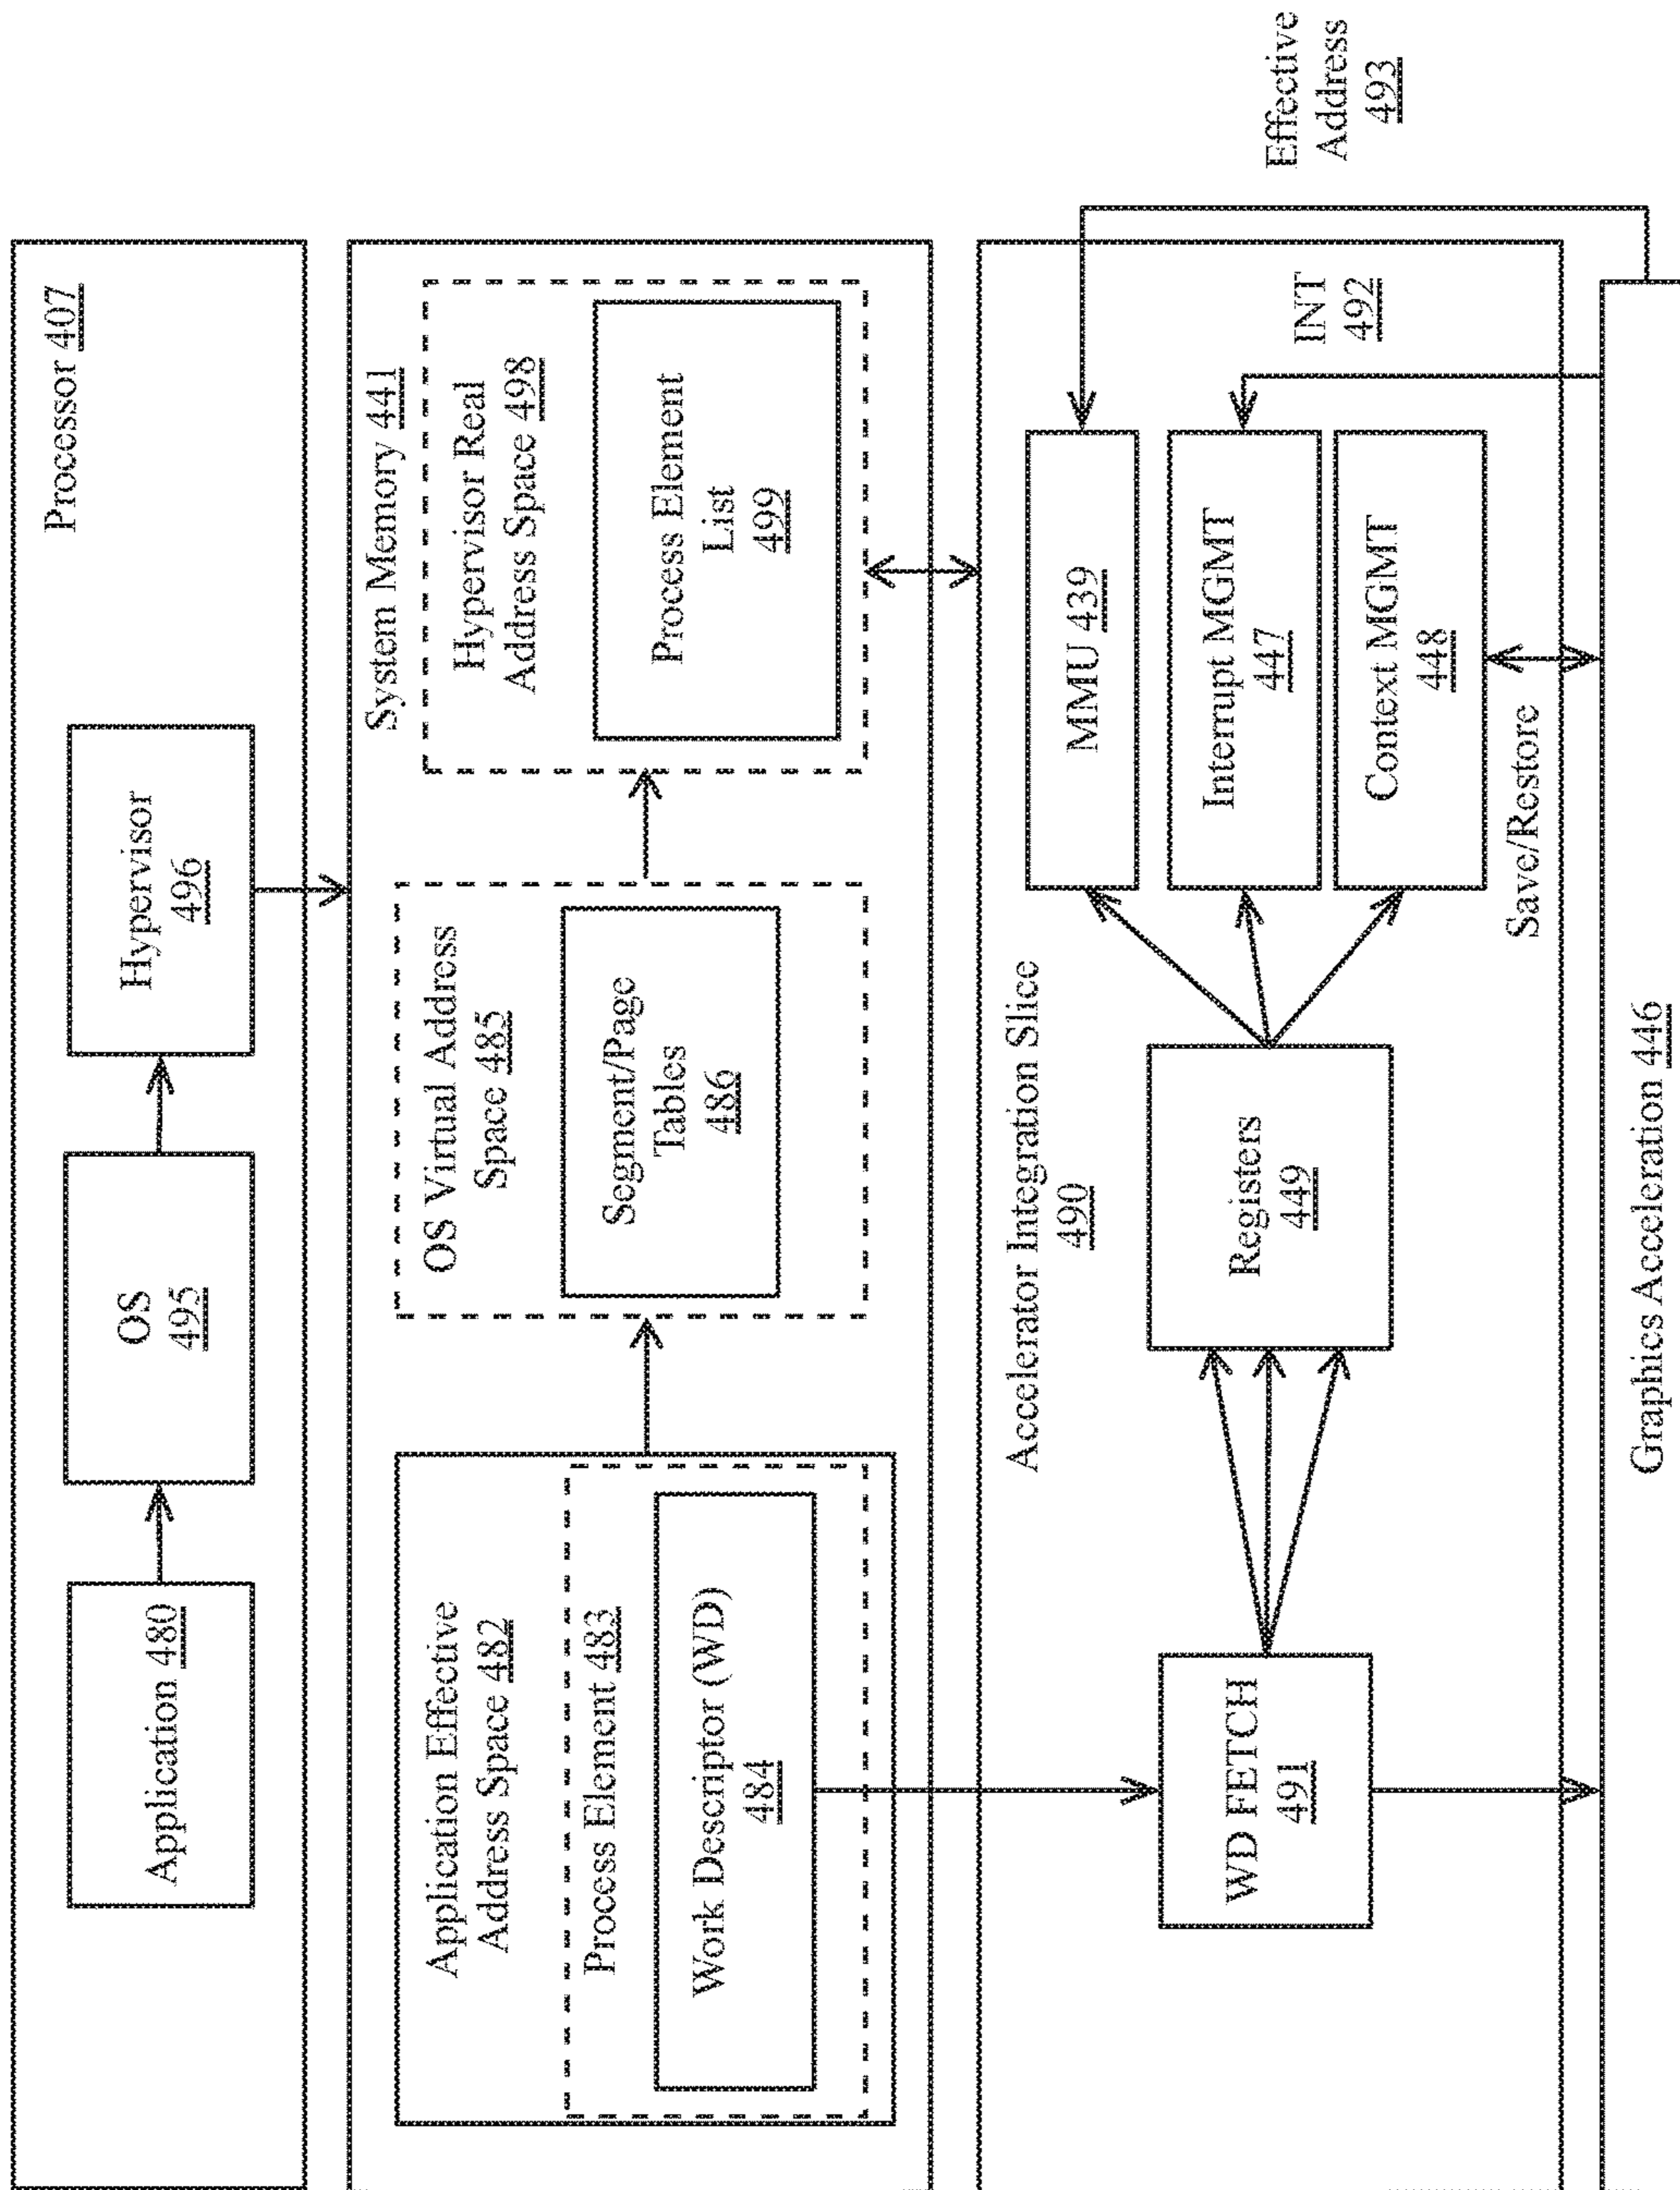 Processor 407
Application 480
OS
495
Hypervisor
496
System Memory 441
Application Effective
Address Space 482
Process Element 483
Work Descriptor (WD)
484
OS Virtual Address
Space 485
Segment/Page
Tables
486
Hypervisor Real
Address Space 498
Process Element
List
499
Accelerator Integration Slice
490
WD FETCH
491
Registers
449
MMU 439
Interrupt MGMT
447
Context MGMT
448
Save/Restore
INT
492
Effective
Address
493
Graphics Acceleration 446